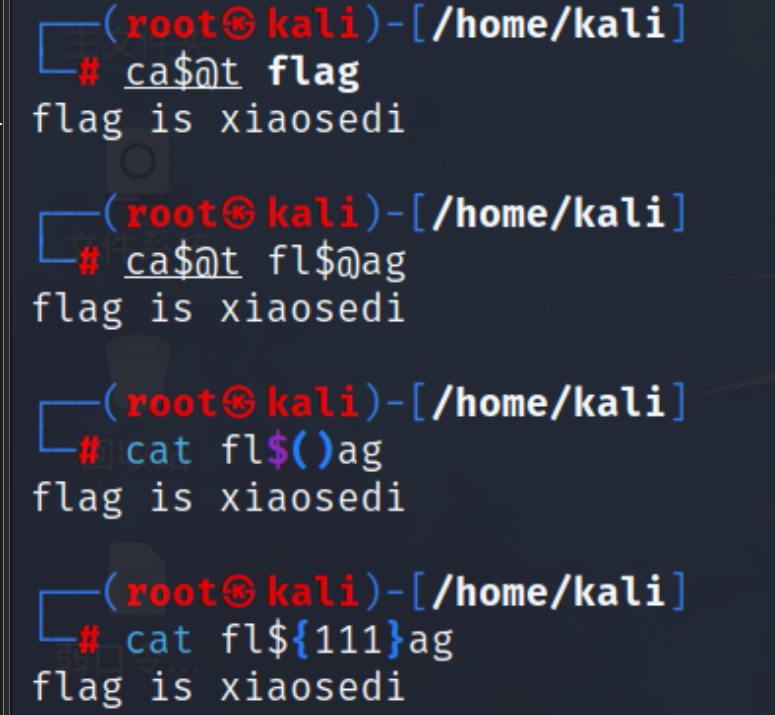 (root㉿kali)-[/home/kali]
# ca$@t flag
flag is xiaosedi
(root㉿kali)-[/home/kali]
# ca$@t fl$@ag
flag is xiaosedi
(root㉿kali)-[/home/kali]
# cat fl$()ag
flag is xiaosedi
(root㉿kali)-[/home/kali]
# cat fl${111}ag
flag is xiaosedi